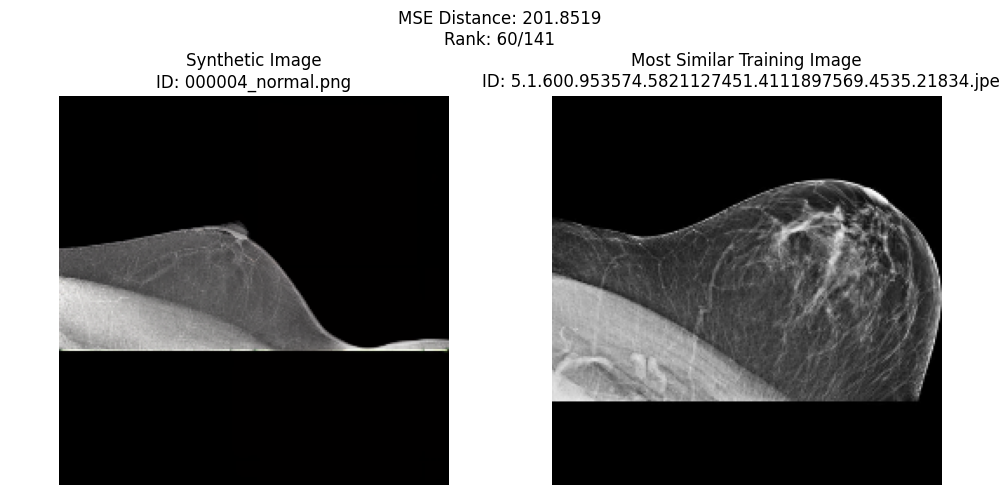 MSE Distance: 201.8519
Rank: 60/141
Synthetic Image
ID: 000004_normal.png
Most Similar Training Image
ID: 5.1.600.953574.5821127451.4111897569.4535.21834.jpe